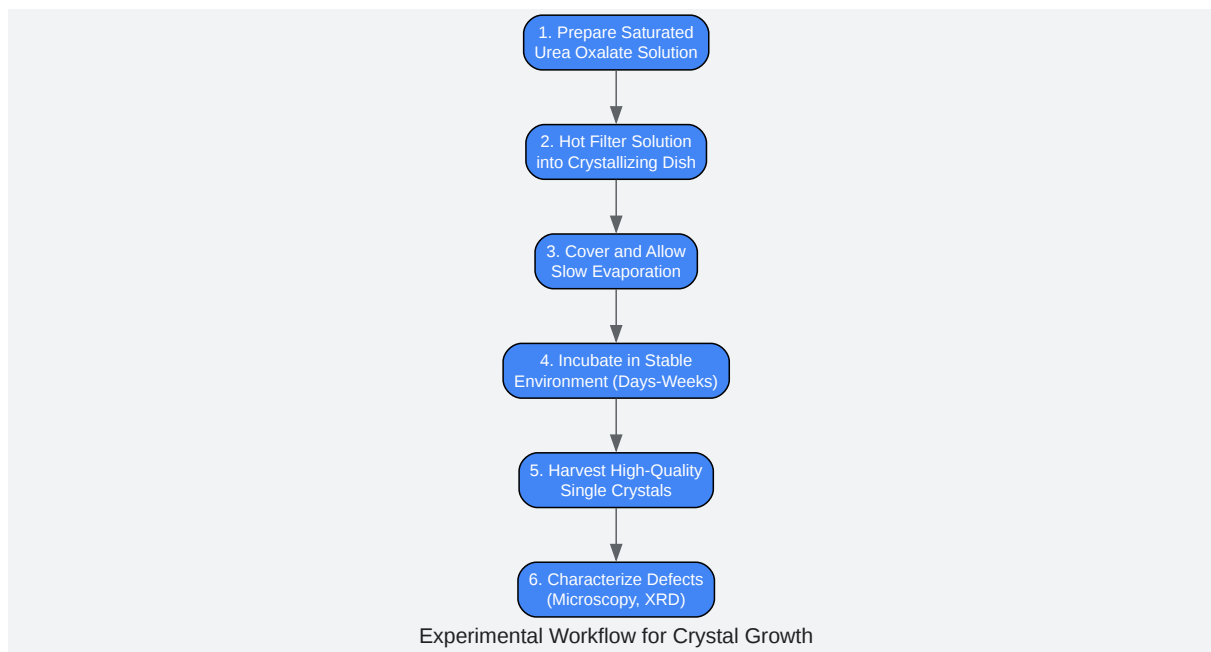 1. Prepare Saturated
Urea Oxalate Solution
2. Hot Filter Solution
into Crystallizing Dish
3. Cover and Allow
Slow Evaporation
4. Incubate in Stable
Environment (Days-Weeks)
5. Harvest High-Quality
Single Crystals
6. Characterize Defects
(Microscopy, XRD)
Experimental Workflow for Crystal Growth